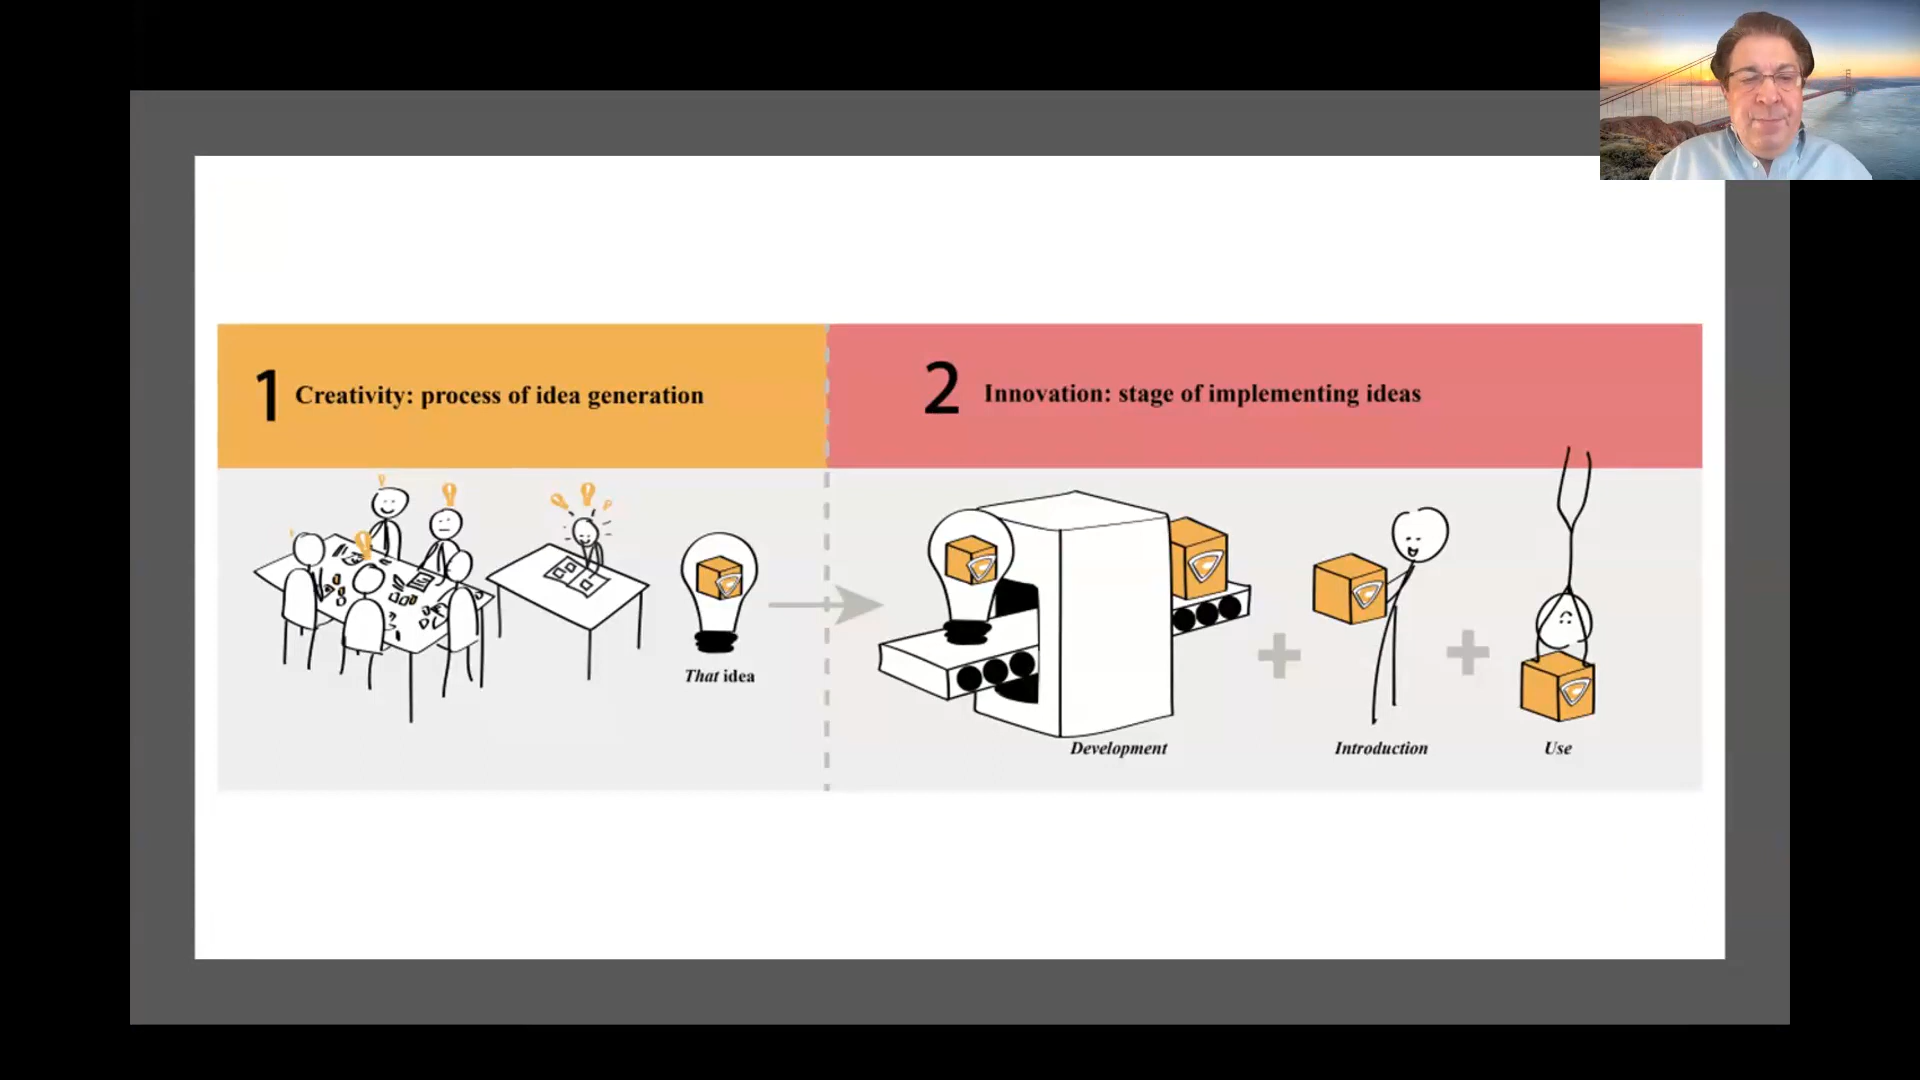 1 Creativity: process of idea generation
2 Innovation: stage of implementing ideas
That idea
Development
Introduction
Use